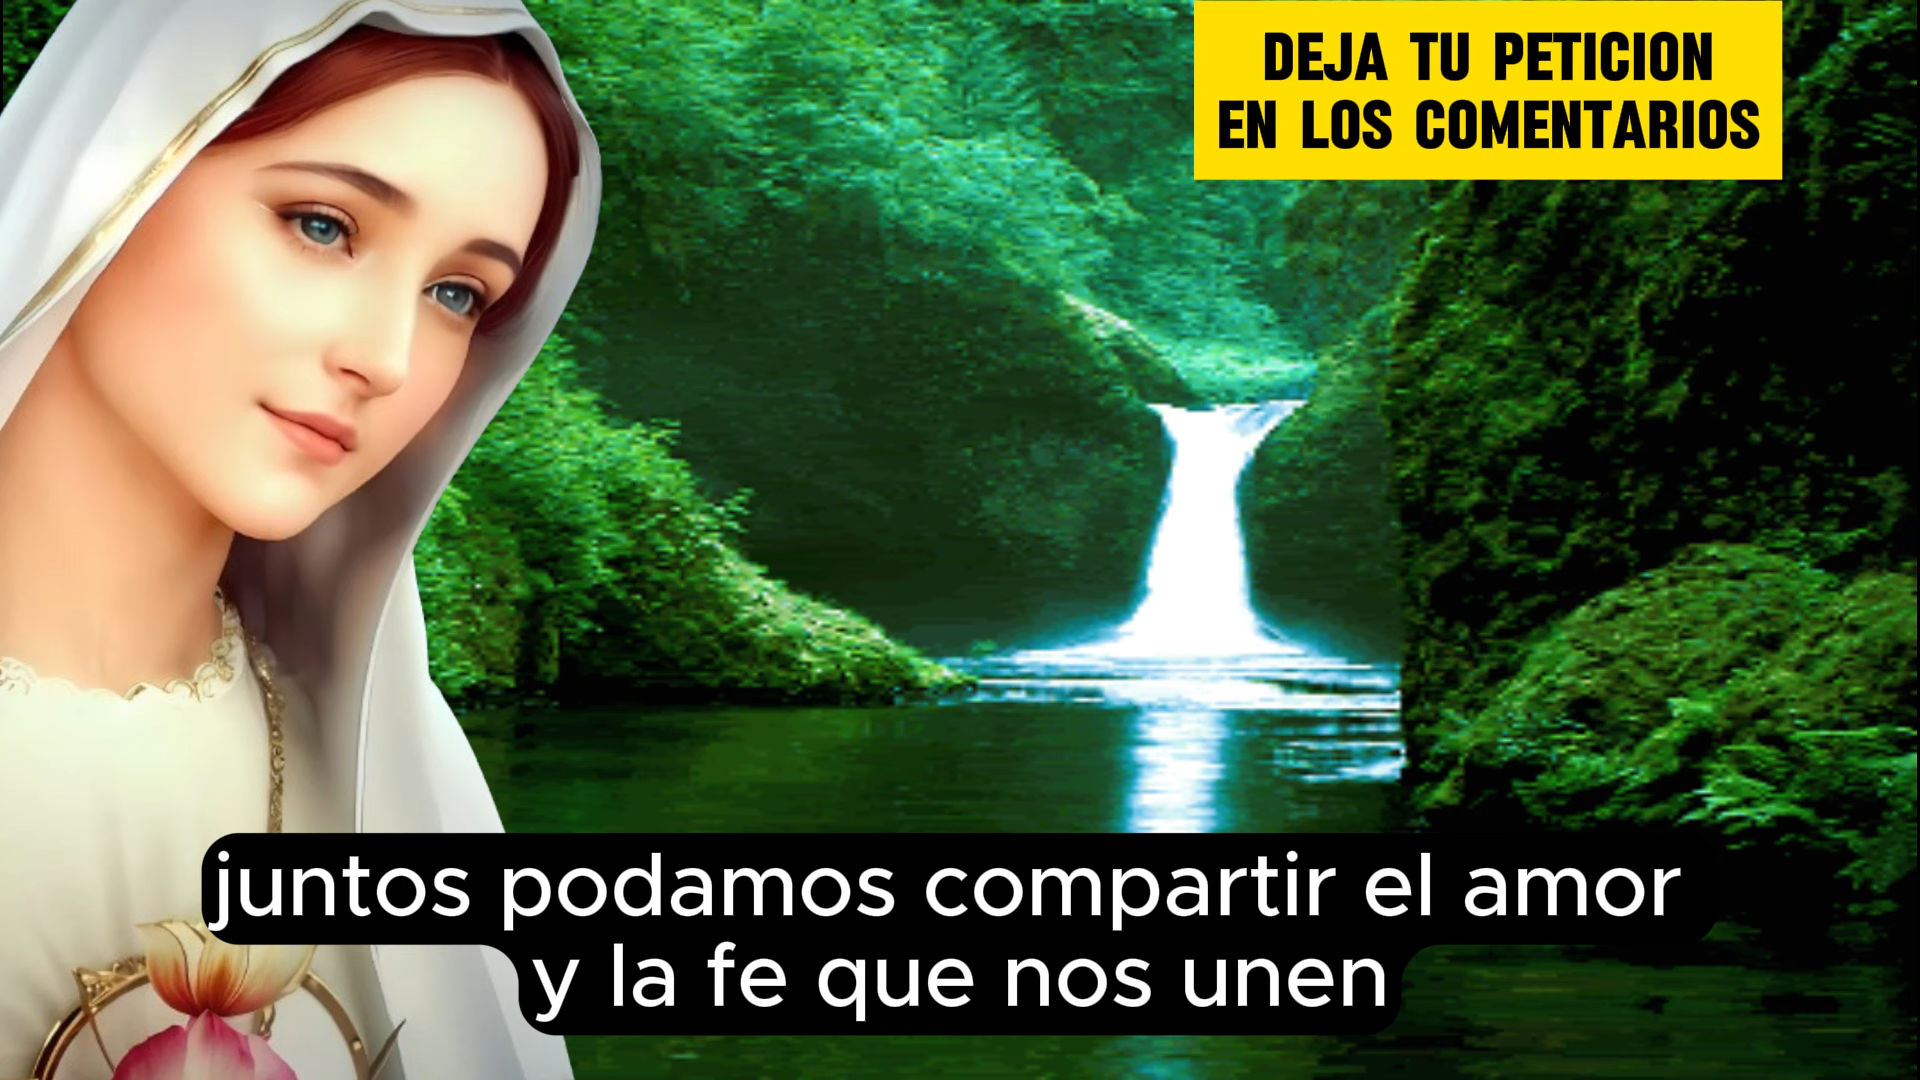 DEJA TU PETICION
EN LOS COMENTARIOS
juntos podamos compartir el amor
y la fe que nos unen